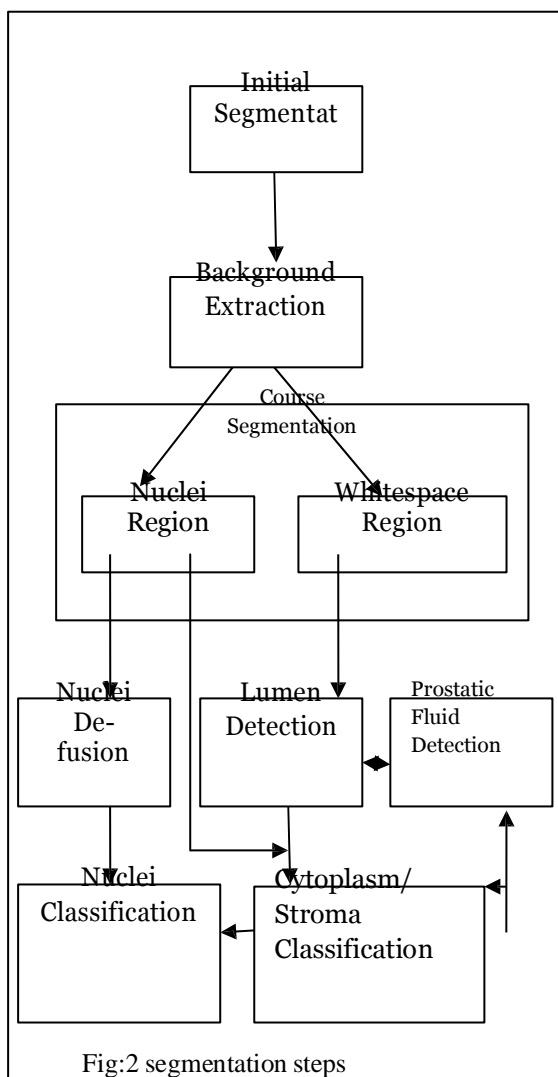 Initial
Segmentat
Background
Extraction
Course
Segmentation
Nuclei
Region
Whitespace
Region
Nuclei
De-
fusion
Lumen
Detection
Prostatic
Fluid
Detection
Nuclei
Classification
Cytoplasm/
Stroma
Classification
Fig:2 segmentation steps